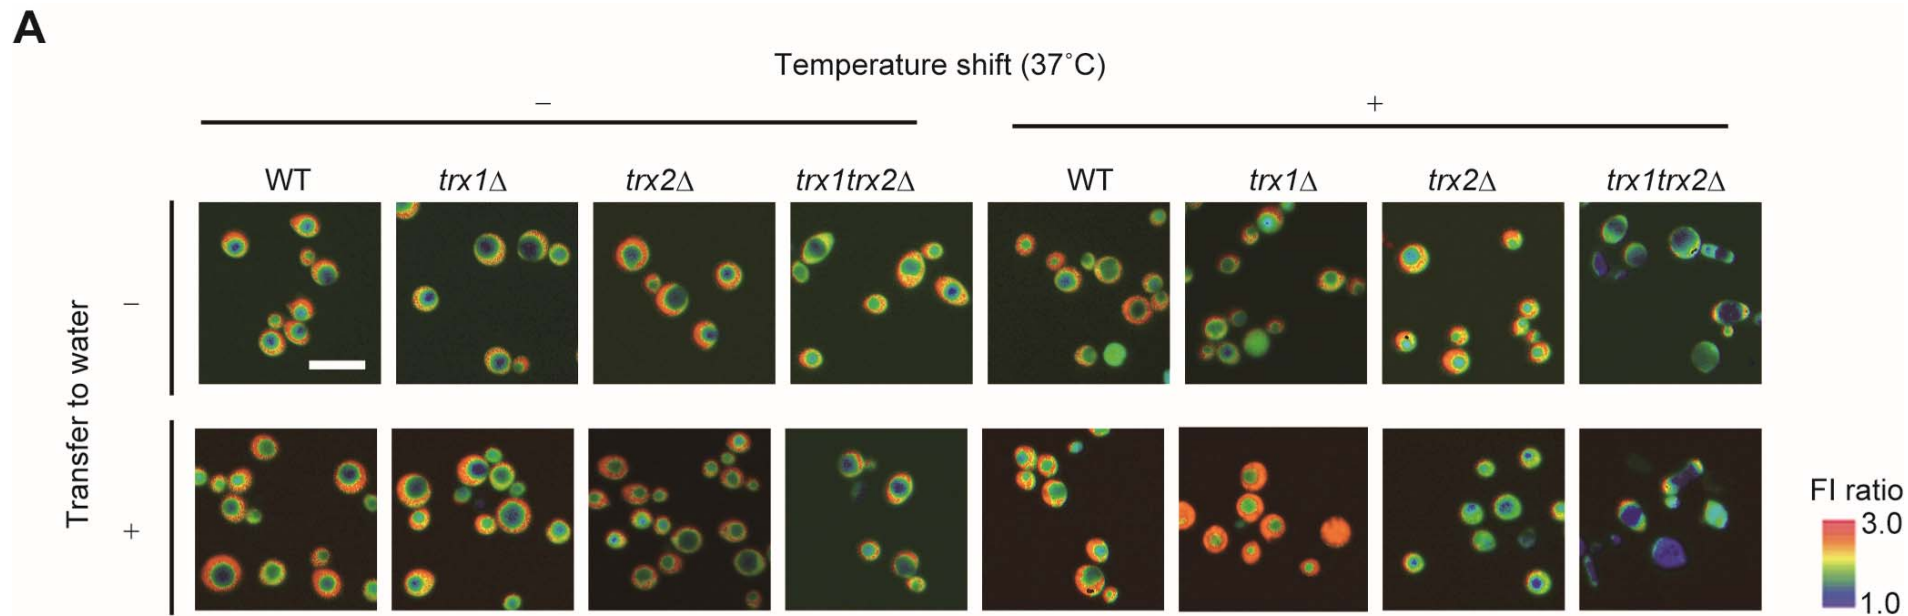 A
Temperature shift (37˚C)
– +
WT trx1Δ trx2Δ trx1trx2Δ WT trx1Δ trx2Δ trx1trx2Δ
Transfer to water
–
+
FI ratio
3.0
1.0